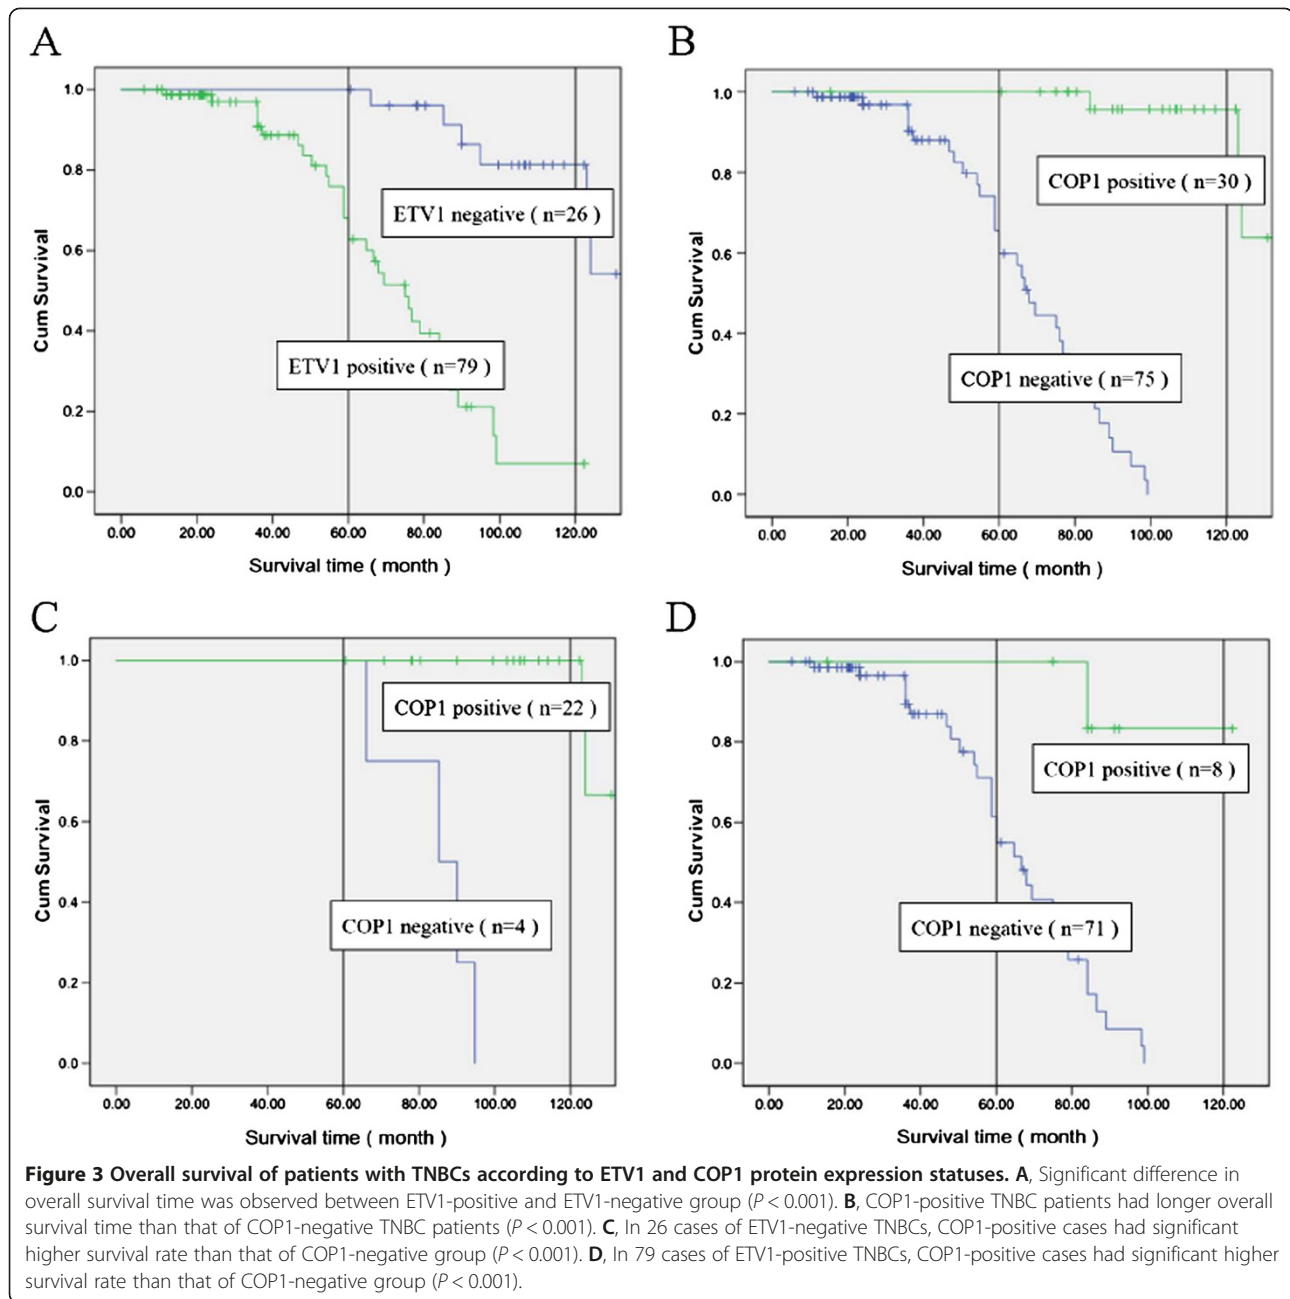 A
1.0
0.8
0.6
0.4
0.2
0.0
Cum Survival
ETV1 negative ( n=26 )
ETV1 positive ( n=79 )
0.00 20.00 40.00 60.00 80.00 100.00 120.00
Survival time ( month )
B
1.0
0.8
0.6
0.4
0.2
0.0
Cum Survival
COP1 positive ( n=30 )
COP1 negative ( n=75 )
0.00 20.00 40.00 60.00 80.00 100.00 120.00
Survival time ( month )
C
1.0
0.8
0.6
0.4
0.2
0.0
Cum Survival
COP1 positive ( n=22 )
COP1 negative ( n=4 )
0.00 20.00 40.00 60.00 80.00 100.00 120.00
Survival time ( month )
D
1.0
0.8
0.6
0.4
0.2
0.0
Cum Survival
COP1 positive ( n=8 )
COP1 negative ( n=71 )
0.00 20.00 40.00 60.00 80.00 100.00 120.00
Survival time ( month )
Figure 3 Overall survival of patients with TNBCs according to ETV1 and COP1 protein expression statuses. A, Significant difference in
overall survival time was observed between ETV1-positive and ETV1-negative group (P < 0.001). B, COP1-positive TNBC patients had longer overall
survival time than that of COP1-negative TNBC patients (P < 0.001). C, In 26 cases of ETV1-negative TNBCs, COP1-positive cases had significant
higher survival rate than that of COP1-negative group (P < 0.001). D, In 79 cases of ETV1-positive TNBCs, COP1-positive cases had significant higher
survival rate than that of COP1-negative group (P < 0.001).